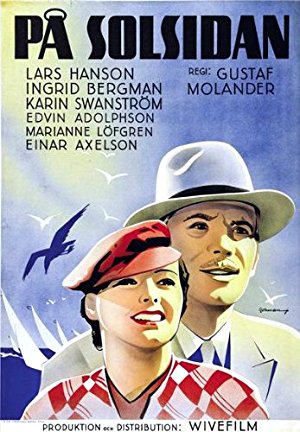 PÅ SOLSIDAN
LARS HANSON
INGRID BERGMAN
KARIN SWANSTRÖM
EDVIN ADOLPHSON
MARIANNE LÖFGREN
EINAR AXELSON
REGI: GUSTAF
MOLANDER
PRODUKTION OCH DISTRIBUTION: WIVEFILM